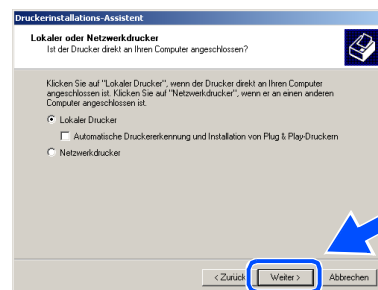 Druckerinstallations-Assistent
Lokaler oder Netzwerkdrucker
Ist der Drucker direkt an Ihren Computer angeschlossen?
Klicken Sie auf "Lokaler Drucker", wenn der Drucker direkt an Ihren Computer
angeschlossen ist. Klicken Sie auf "Netzwerkdrucker", wenn er an einen anderen
Computer angeschlossen ist.
Lokaler Drucker
Automatische Druckererkennung und Installation von Plug & Play-Druckern
Netzwerkdrucker
< Zurück Weiter > Abbrechen